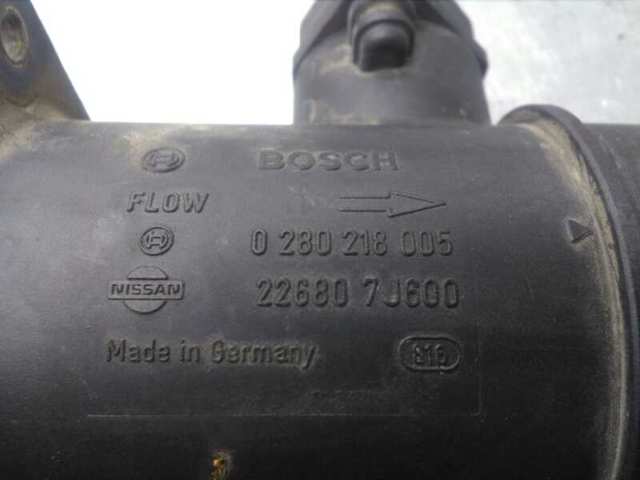 BOSCH
FLOW
0 280 218 005
NISSAN 22680 7J600
Made in Germany 816